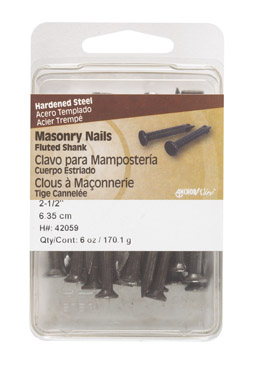 Hardened Steel
Acero Templado
Acier Trempé
Masonry Nails
Fluted Shank
Clavo para Mampostería
Cuerpo Estriado
Clous à Maçonnerie
Tige Cannelée
2-1/2"
6.35 cm
H#: 42059
Qty/Cont: 6 oz / 170.1 g